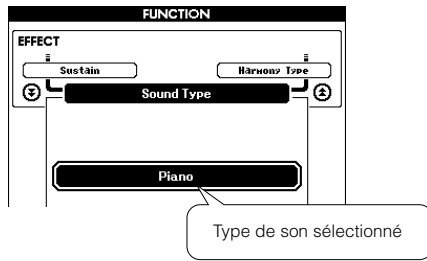 FUNCTION
EFFECT
Sustain
Harmony Type
Sound Type
Piano
Type de son sélectionné